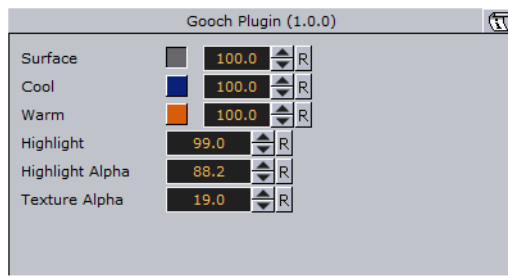 Gooch Plugin (1.0.0)
Surface 100.0 R
Cool 100.0 R
Warm 100.0 R
Highlight 99.0 R
Highlight Alpha 88.2 R
Texture Alpha 19.0 R